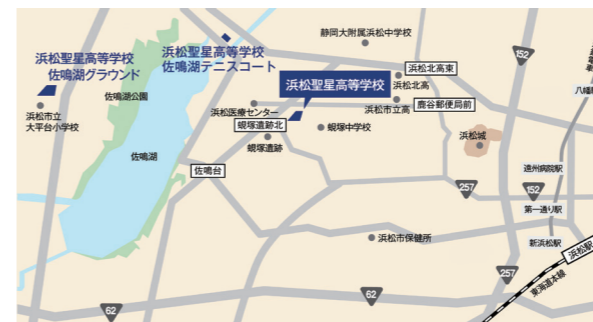 静岡大附属浜松中学校
浜松聖星高等学校
佐鳴湖テニスコート
浜松聖星高等学校
佐鳴湖グラウンド
152
浜松北高東
浜松聖星高等学校
浜松北高
八幡駅
佐鳴湖公園
浜松医療センター
浜松市立高
鹿谷郵便局前
浜松市立
大平台小学校
蜆塚遺跡北
蜆塚中学校
浜松城
蜆塚遺跡
佐鳴湖
佐鳴台
遠州病院駅
257
152
第一通り駅
浜松市保健所
新浜松駅
浜松駅
257
東海道本線
62
62